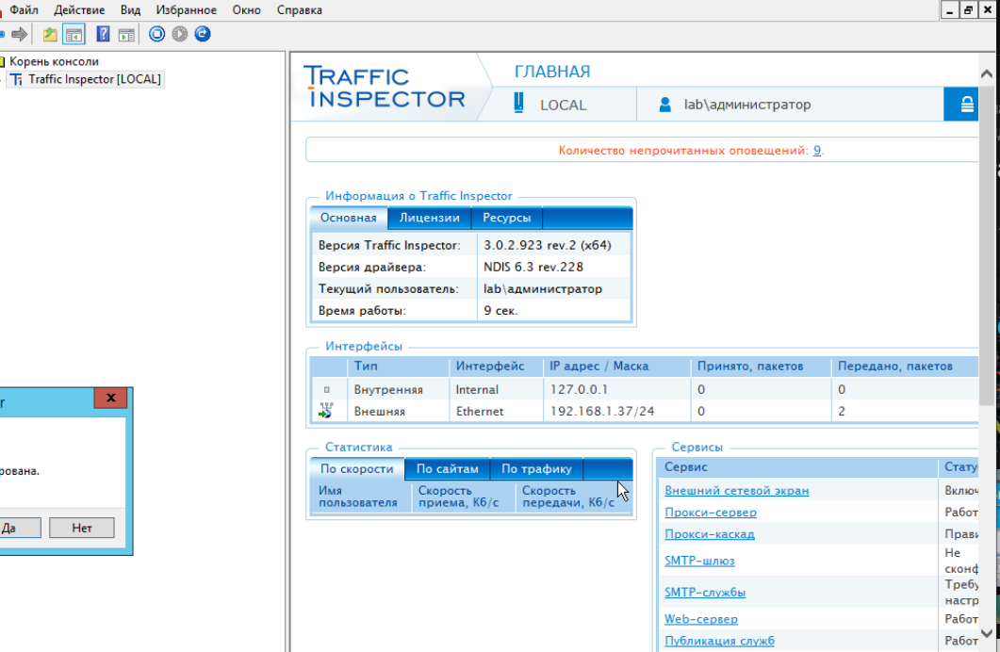 Файл Действие Вид Избранное Окно Справка
Корень консоли
Traffic Inspector [LOCAL]
TRAFFIC INSPECTOR
ГЛАВНАЯ
LOCAL lab\администратор
Количество непрочитанных оповещений: 9.
Информация о Traffic Inspector
Основная Лицензии Ресурсы
Версия Traffic Inspector: 3.0.2.923 rev.2 (x64)
Версия драйвера: NDIS 6.3 rev.228
Текущий пользователь: lab\администратор
Время работы: 9 сек.
Интерфейсы
Тип Интерфейс IP адрес / Маска Принято, пакетов Передано, пакетов
Внутренняя Internal 127.0.0.1 0 0
Внешняя Ethernet 192.168.1.37/24 0 2
r
рована.
Да Нет
Статистика
По скорости По сайтам По трафику
Имя пользователя Скорость приема, Кб/с Скорость передачи, Кб/с
Сервисы
Сервис Стату
Внешний сетевой экран Включ
Прокси-сервер Работ
Прокси-каскад Прави
SMTP-шлюз Не сконф
SMTP-службы Требу настр
Web-сервер Работ
Публикация служб Работ